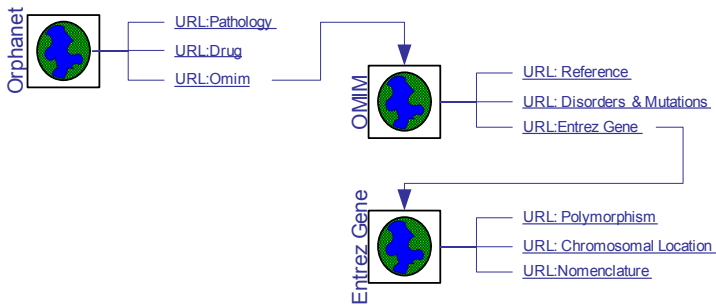 Orphanet
URL:Pathology
URL:Drug
URL:Omim
OMIM
URL: Reference
URL: Disorders & Mutations
URL:Entrez Gene
Entrez Gene
URL: Polymorphism
URL: Chromosomal Location
URL:Nomenclature